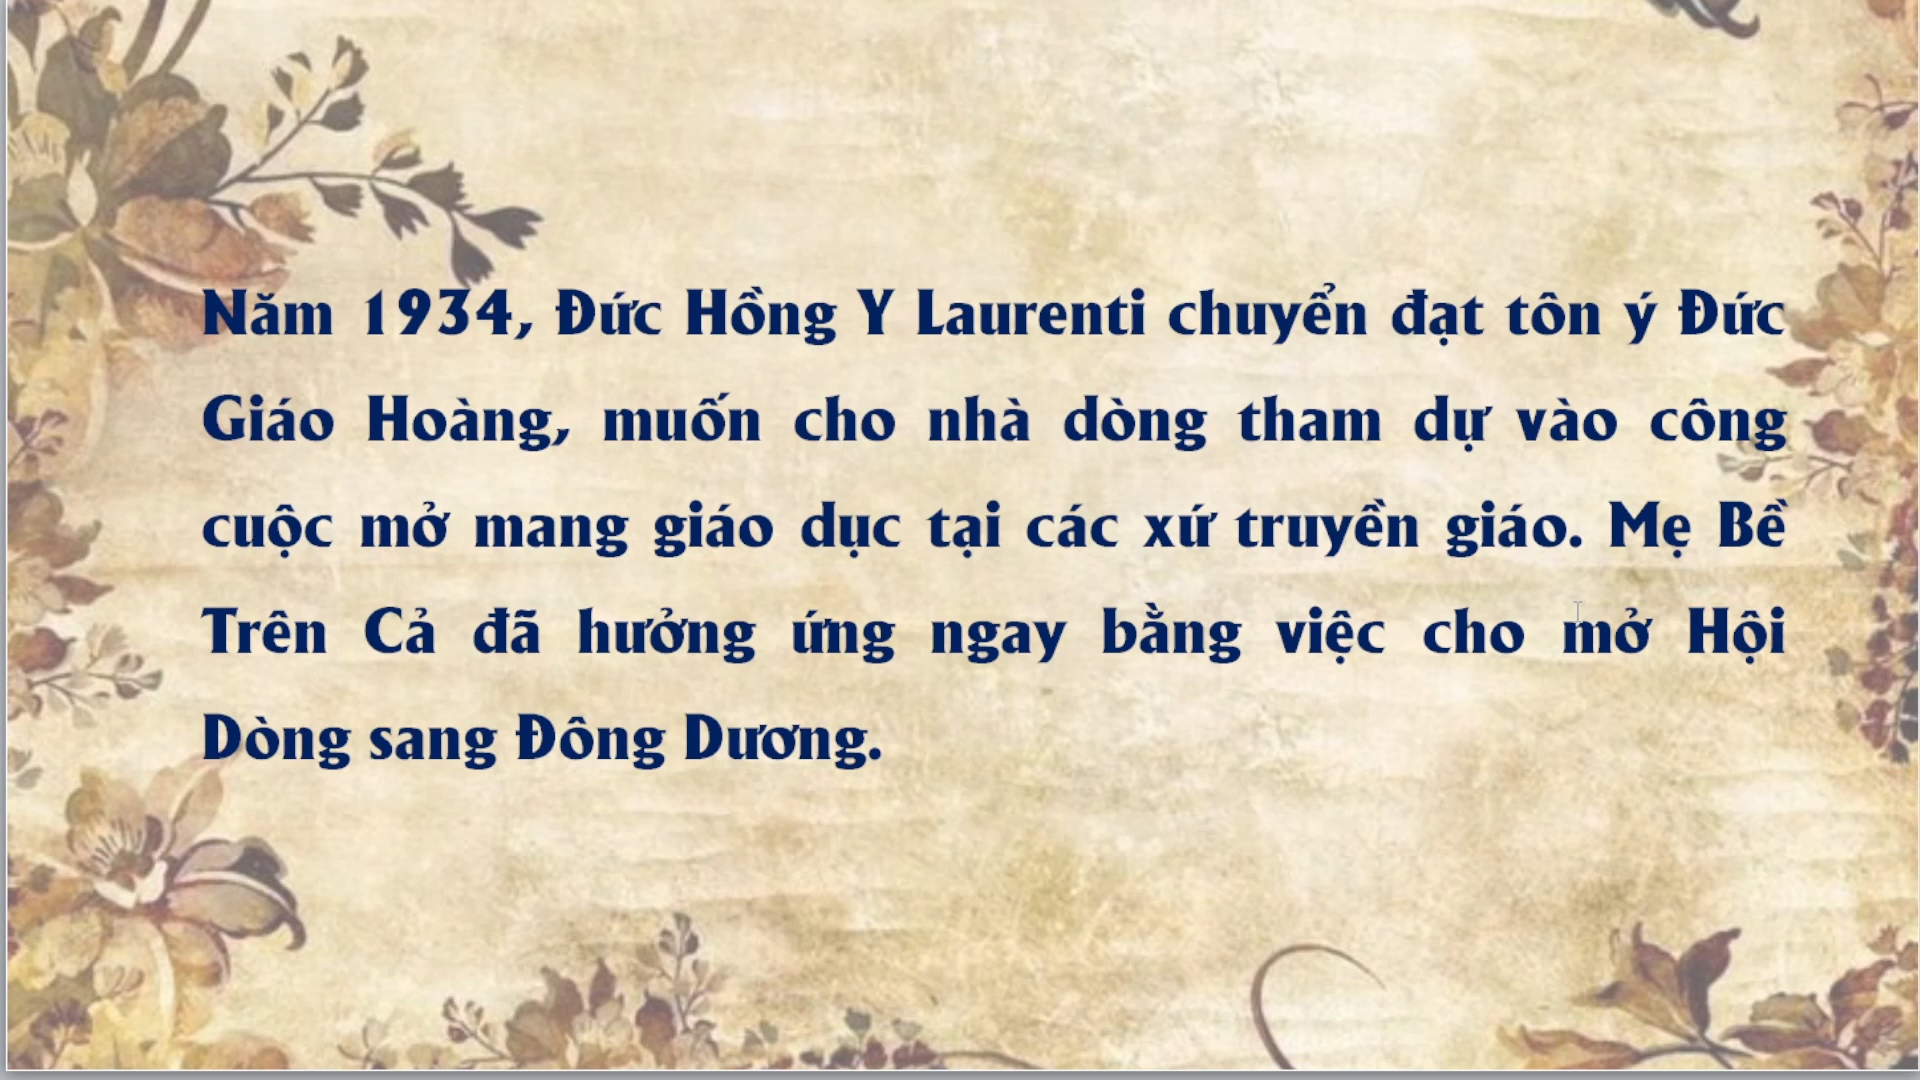 Năm 1934, Đức Hồng Y Laurenti chuyển đạt tôn ý Đức
Giáo Hoàng, muốn cho nhà dòng tham dự vào công
cuộc mở mang giáo dục tại các xứ truyền giáo. Mẹ Bề
Trên Cả đã hưởng ứng ngay bằng việc cho mở Hội
Dòng sang Đông Dương.